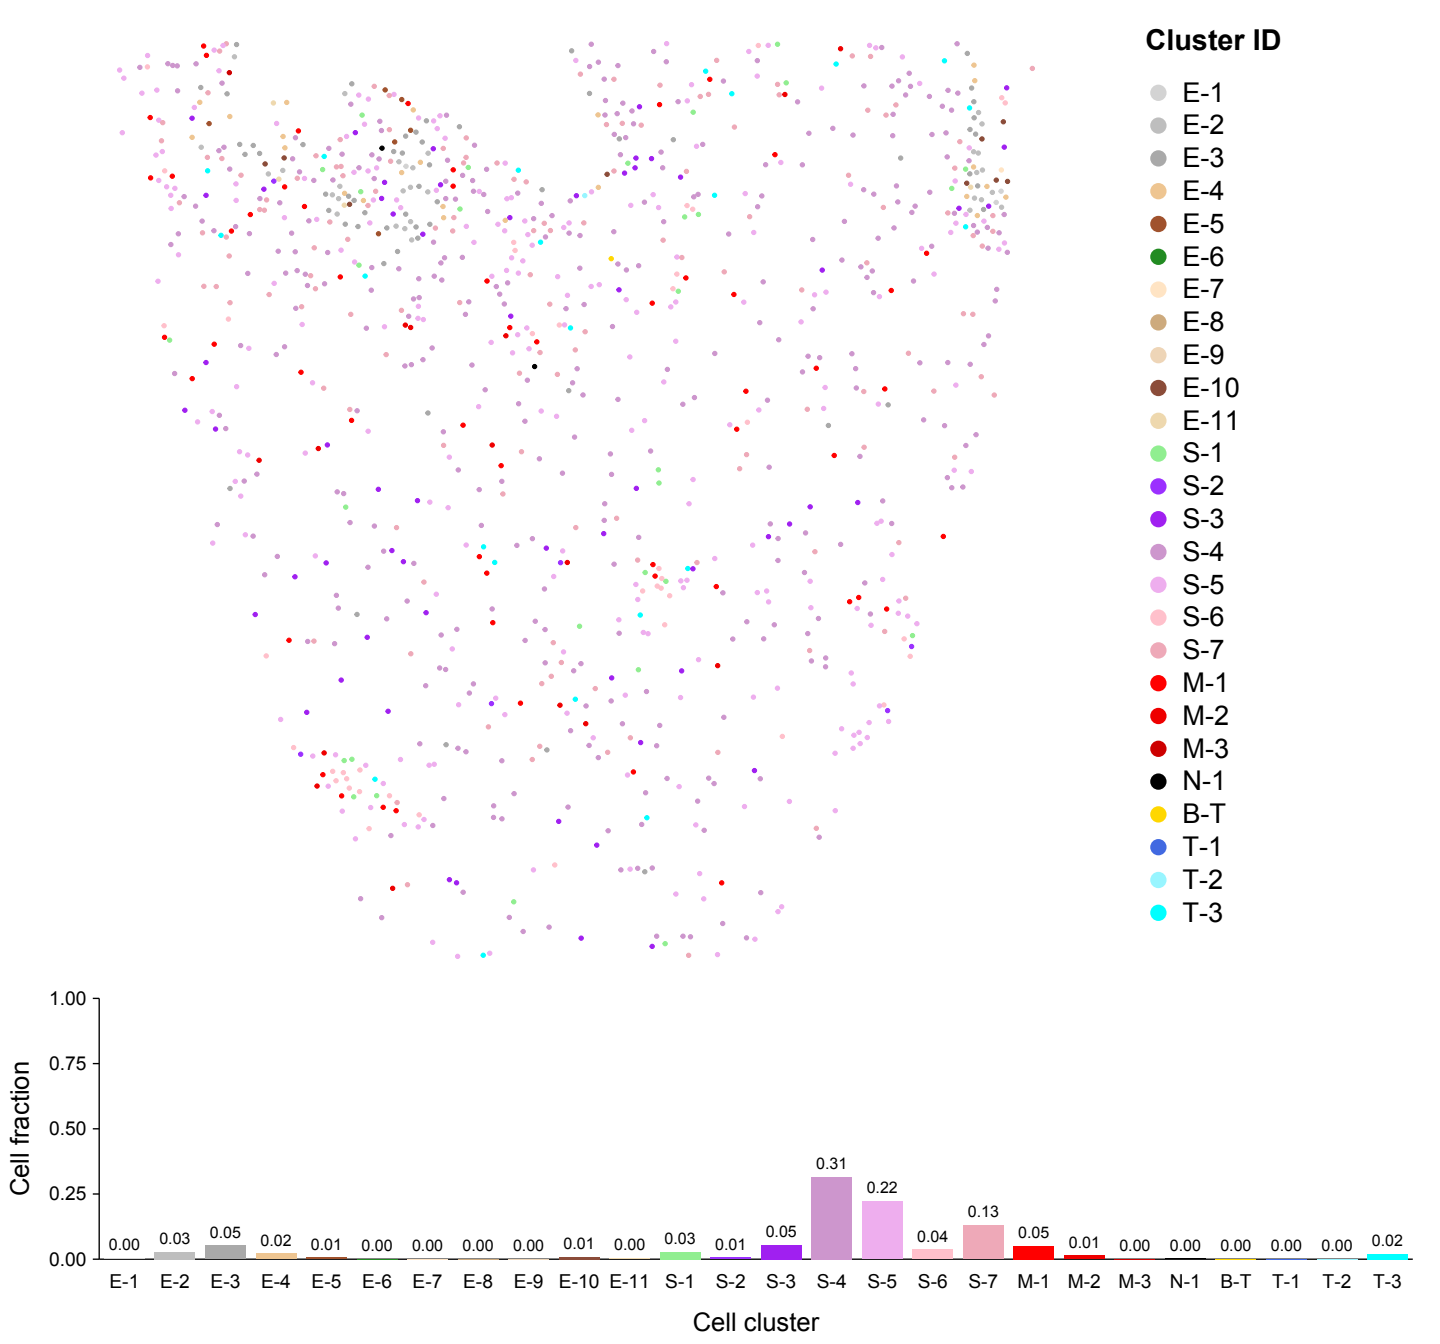 Cluster ID
E-1
E-2
E-3
E-4
E-5
E-6
E-7
E-8
E-9
E-10
E-11
S-1
S-2
S-3
S-4
S-5
S-6
S-7
M-1
M-2
M-3
N-1
B-T
T-1
T-2
T-3
1.00
0.75
0.50
0.25
0.00
Cell fraction
0.00 0.03 0.05 0.02 0.01 0.00 0.00 0.00 0.00 0.01 0.00 0.03 0.01 0.05 0.31 0.22 0.04 0.13 0.05 0.01 0.00 0.00 0.00 0.00 0.00 0.02
E-1 E-2 E-3 E-4 E-5 E-6 E-7 E-8 E-9 E-10 E-11 S-1 S-2 S-3 S-4 S-5 S-6 S-7 M-1 M-2 M-3 N-1 B-T T-1 T-2 T-3
Cell cluster